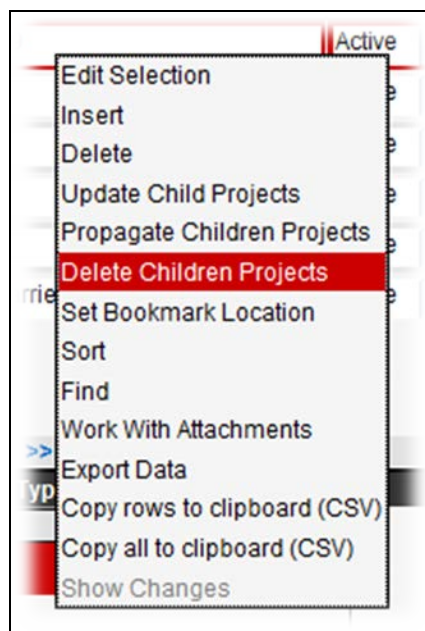 Active
Edit Selection
Insert
Delete
Update Child Projects
Propagate Children Projects
Delete Children Projects
Set Bookmark Location
Sort
Find
Work With Attachments
>>
Export Data
Copy rows to clipboard (CSV)
Copy all to clipboard (CSV)
Show Changes